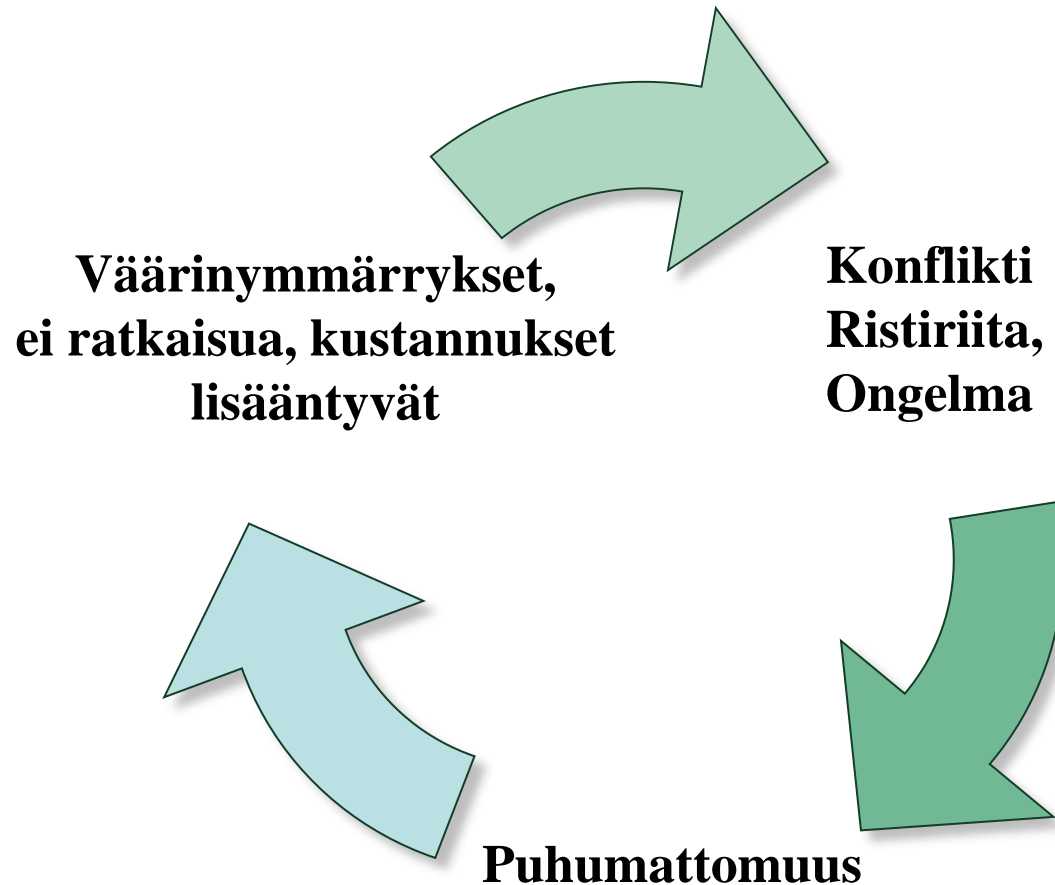 Väärinymmärrykset,
ei ratkaisua, kustannukset
lisääntyvät
Konflikti
Ristiriita,
Ongelma
Puhumattomuus